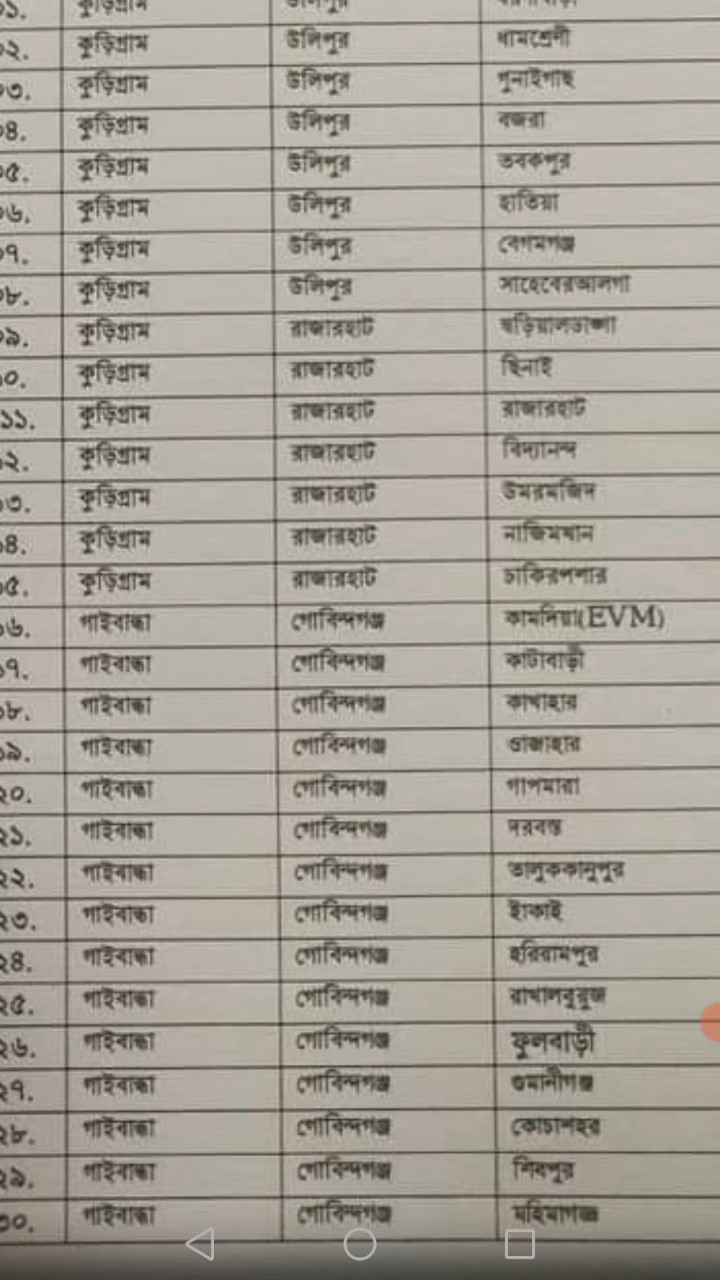 ০১. কুড়িগ্রাম উলিপুর
০২. কুড়িগ্রাম উলিপুর ধামশ্রেণী
০৩. কুড়িগ্রাম উলিপুর গুনাইগাছ
০৪. কুড়িগ্রাম উলিপুর বজরা
০৫. কুড়িগ্রাম উলিপুর তবকপুর
০৬. কুড়িগ্রাম উলিপুর হাতিয়া
০৭. কুড়িগ্রাম উলিপুর বেগমগঞ্জ
০৮. কুড়িগ্রাম উলিপুর সাহেবেরআলগা
০৯. কুড়িগ্রাম রাজারহাট ঘড়িয়ালডাঙ্গা
১০. কুড়িগ্রাম রাজারহাট ছিনাই
১১. কুড়িগ্রাম রাজারহাট রাজারহাট
১২. কুড়িগ্রাম রাজারহাট বিদ্যানন্দ
১৩. কুড়িগ্রাম রাজারহাট উমরমজিদ
১৪. কুড়িগ্রাম রাজারহাট নাজিমখান
১৫. কুড়িগ্রাম রাজারহাট চাকিরপশার
১৬. গাইবান্ধা গোবিন্দগঞ্জ কামদিয়া(EVM)
১৭. গাইবান্ধা গোবিন্দগঞ্জ কাটাবাড়ী
১৮. গাইবান্ধা গোবিন্দগঞ্জ
১৯. গাইবান্ধা গোবিন্দগঞ্জ
২০. গাইবান্ধা গোবিন্দগঞ্জ
২১. গাইবান্ধা গোবিন্দগঞ্জ দরবস্ত
২২. গাইবান্ধা গোবিন্দগঞ্জ তালুককানুপুর
২৩. গাইবান্ধা গোবিন্দগঞ্জ
২৪. গাইবান্ধা গোবিন্দগঞ্জ হরিরামপুর
২৫. গাইবান্ধা গোবিন্দগঞ্জ রাখালবুরুজ
২৬. গাইবান্ধা গোবিন্দগঞ্জ ফুলবাড়ী
২৭. গাইবান্ধা গোবিন্দগঞ্জ গুমানীগঞ্জ
২৮. গাইবান্ধা গোবিন্দগঞ্জ কোচাশহর
২৯. গাইবান্ধা গোবিন্দগঞ্জ শিবপুর
৩০. গাইবান্ধা গোবিন্দগঞ্জ মহিমাগঞ্জ